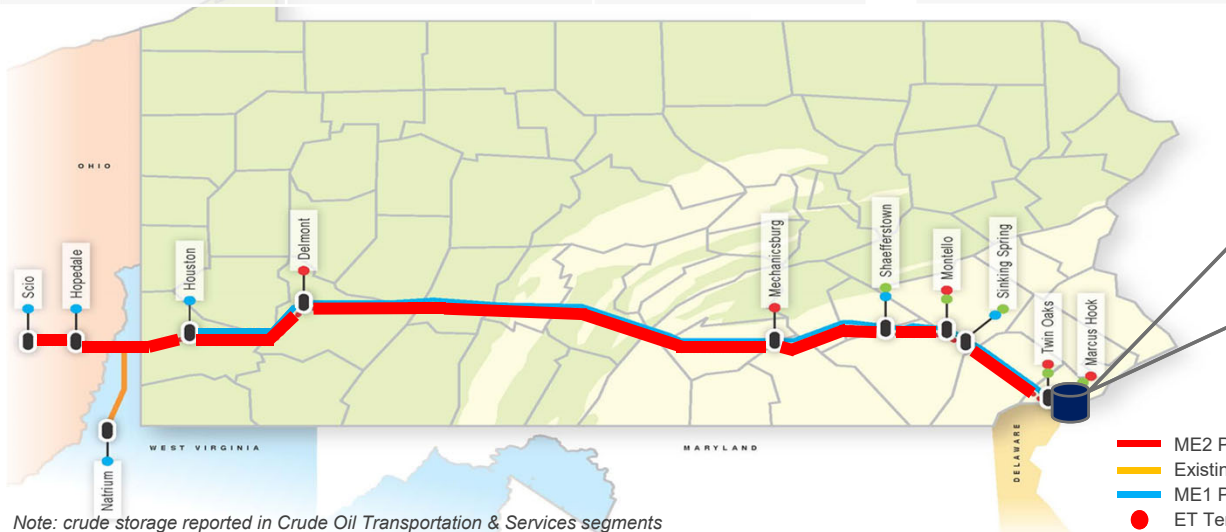 OHIO
Scio
Hopedale
Houston
Delmont
Mechanicsburg
Shaefferstown
Montello
Sinking Spring
Twin Oaks
Marcus Hook
Natrium
WEST VIRGINIA
MARYLAND
DELAWARE
ME2 P
Existin
ME1 P
ET Te
Note: crude storage reported in Crude Oil Transportation & Services segments